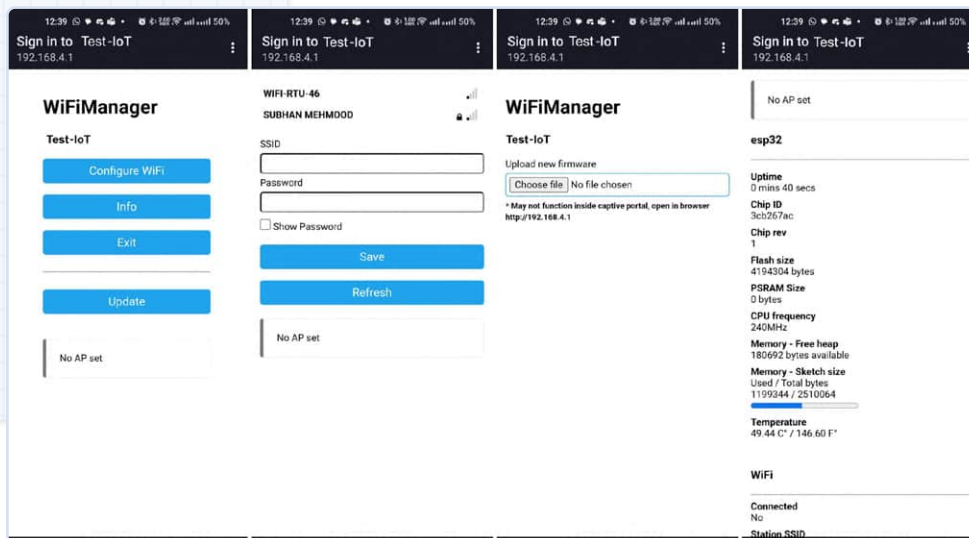 12:39
50%
Sign in to Test-IoT
192.168.4.1
WiFiManager
Test-IoT
Configure WiFi
Info
Exit
Update
No AP set
12:39
50%
Sign in to Test-IoT
192.168.4.1
WIFI-RTU-46
SUBHAN MEHMOOD
SSID
Password
Show Password
Save
Refresh
No AP set
12:39
50%
Sign in to Test-IoT
192.168.4.1
WiFiManager
Test-IoT
Upload new firmware
Choose file No file chosen
* May not function inside captive portal, open in browser
http://192.168.4.1
12:39
50%
Sign in to Test-IoT
192.168.4.1
No AP set
esp32
Uptime
0 mins 40 secs
Chip ID
3cb267ac
Chip rev
1
Flash size
4194304 bytes
PSRAM Size
0 bytes
CPU frequency
240MHz
Memory - Free heap
180692 bytes available
Memory - Sketch size
Used / Total bytes
1199344 / 2510064
Temperature
49.44 C° / 146.60 F°
WiFi
Connected
No
Station SSID